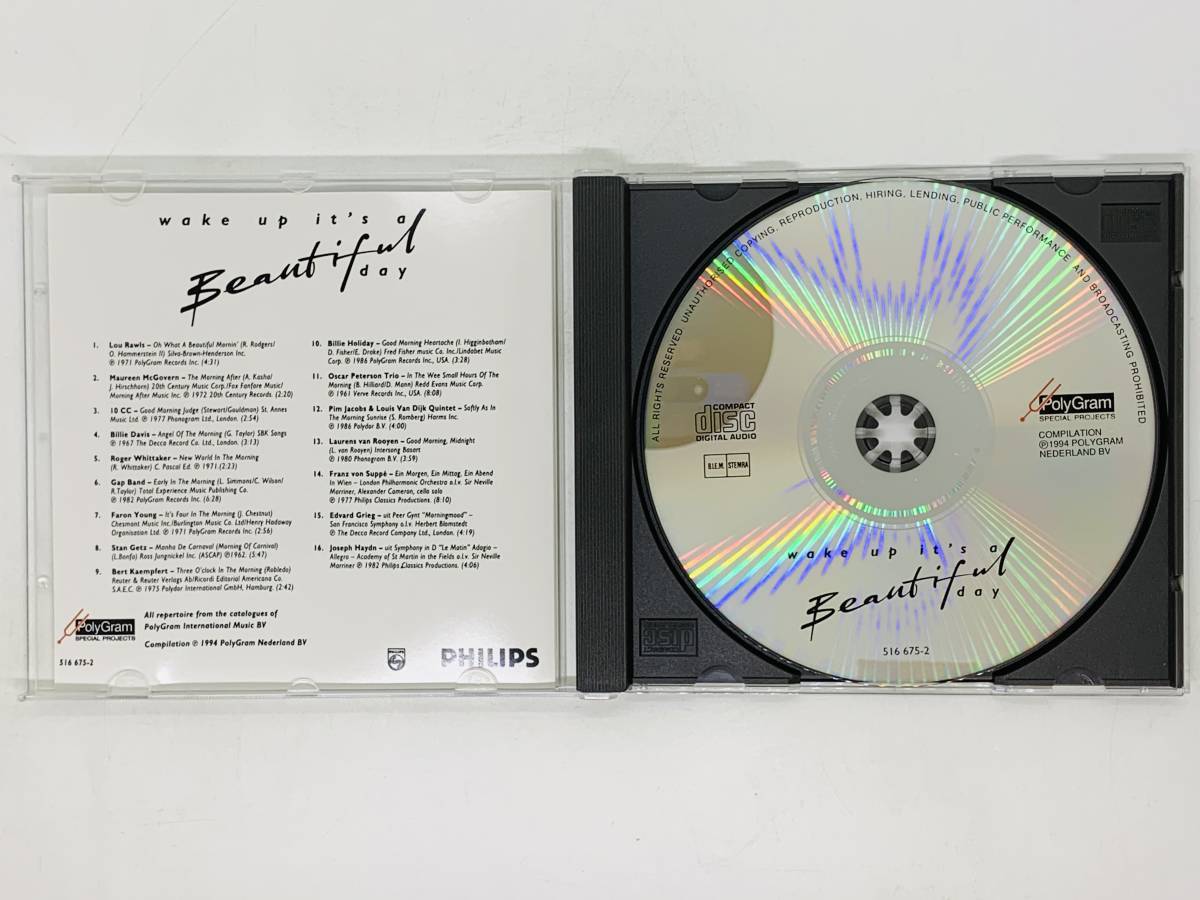 wake up it's a
Beautiful
day
1. Lou Rawls – Oh What A Beautiful Mornin' (R. Rodgers/
O. Hammerstein II) Silva-Brown-Henderson Inc.
℗ 1971 PolyGram Records Inc. (4:31)
2. Maureen McGovern – The Morning After (A. Kasha/
J. Hirschhorn) 20th Century Music Corp./Fox Fanfare Music/
Morning After Music Inc. ℗ 1972 20th Century Records. (2:20)
3. 10 CC – Good Morning Judge (Stewart/Gouldman) St. Annes
Music Ltd. ℗ 1977 Phonogram Ltd., London. (2:54)
4. Billie Davis – Angel Of The Morning (G. Taylor) SBK Songs
℗ 1967 The Decca Record Co. Ltd., London. (3:13)
5. Roger Whittaker – New World In The Morning
(R. Whittaker) C. Pascal Ed. ℗ 1971.(2:23)
6. Gap Band – Early In The Morning (L. Simmons/C. Wilson/
R.Taylor) Total Experience Music Publishing Co.
℗ 1982 PolyGram Records Inc. (6:28)
7. Faron Young – It's Four In The Morning (J. Chestnut)
Chesmont Music Inc./Burlington Music Co. Ltd/Henry Hadaway
Organisation Ltd. ℗ 1971 PolyGram Records Inc. (2:56)
8. Stan Getz – Manha De Carnaval (Morning Of Carnival)
(L.Bonfa) Ross Jungnickel Inc. (ASCAP) ℗1962. (5:47)
9. Bert Kaempfert – Three O'clock In The Morning (Robledo)
Reuter & Reuter Verlags Ab/Ricordi Editorial Americana Co.
S.A.E.C. ℗ 1975 Polydor International GmbH, Hamburg. (2:42)
10. Billie Holiday – Good Morning Heartache (I. Higginbotham/
D. Fisher/E. Drake) Fred Fisher music Co. Inc./Lindabet Music
Corp. ℗ 1986 PolyGram Records Inc., USA. (3:28)
11. Oscar Peterson Trio – In The Wee Small Hours Of The
Morning (B. Hilliard/D. Mann) Redd Evans Music Corp.
℗ 1961 Verve Records Inc., USA. (8:08)
12. Pim Jacobs & Louis Van Dijk Quintet – Softly As In
The Morning Sunrise (S. Romberg) Harms Inc.
℗ 1986 Polydor B.V. (4:00)
13. Laurens van Rooyen – Good Morning, Midnight
(L. van Rooyen) Intersong Basart
℗ 1980 Phonogram B.V. (3:59)
14. Franz von Suppé – Ein Morgen, Ein Mittag, Ein Abend
In Wien – London Philharmonic Orchestra o.l.v. Sir Neville
Marriner, Alexander Cameron, cello solo
℗ 1977 Philips Classics Productions. (8:10)
15. Edvard Grieg – uit Peer Gynt "Morningmood" –
San Francisco Symphony o.l.v. Herbert Blomstedt
℗ The Decca Record Company Ltd., London. (4:19)
16. Joseph Haydn – uit Symphony in D "Le Matin" Adagio –
Allegro – Academy of St Martin in the Fields o.l.v. Sir Neville
Marriner ℗ 1982 Philips Classics Productions. (4:06)
PolyGram
SPECIAL PROJECTS
All repertoire from the catalogues of
PolyGram International Music BV
Compilation ℗ 1994 PolyGram Nederland BV
516 675-2
PHILIPS
ALL RIGHTS RESERVED UNAUTHORISED COPYING, REPRODUCTION, HIRING, LENDING, PUBLIC PERFORMANCE AND BROADCASTING PROHIBITED
COMPACT
disc
DIGITAL AUDIO
B.I.E.M. STEMRA
PolyGram
SPECIAL PROJECTS
COMPILATION
℗1994 POLYGRAM
NEDERLAND BV
wake up it's a
Beautiful
day
516 675-2